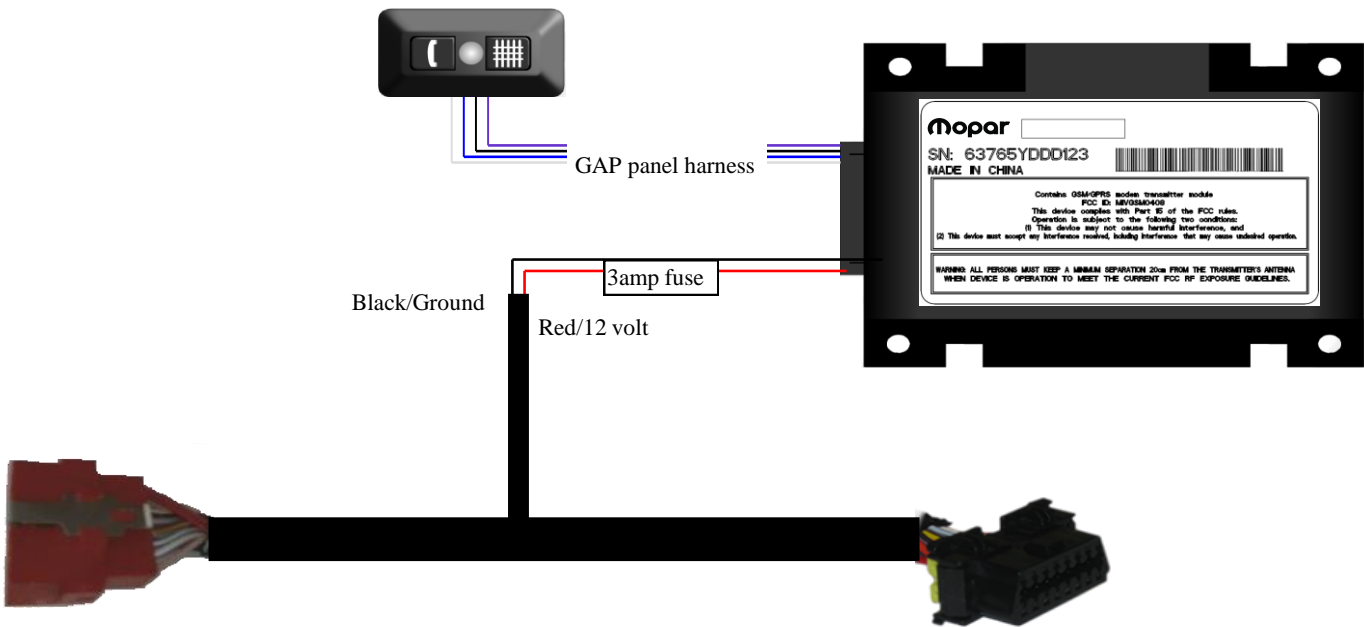 mopar
SN: 63765YDDD123
MADE IN CHINA
Contains GSM-GPRS modem transmitter module
FCC ID: MIVGSM0408
This device complies with Part 15 of the FCC rules.
Operation is subject to the following two conditions:
(1) This device may not cause harmful interference, and
(2) This device must accept any interference received, including interference that may cause undesired operation.
WARNING: ALL PERSONS MUST KEEP A MINIMUM SEPARATION 20cm FROM THE TRANSMITTER'S ANTENNA
WHEN DEVICE IS OPERATION TO MEET THE CURRENT FCC RF EXPOSURE GUIDELINES.
GAP panel harness
3amp fuse
Black/Ground
Red/12 volt